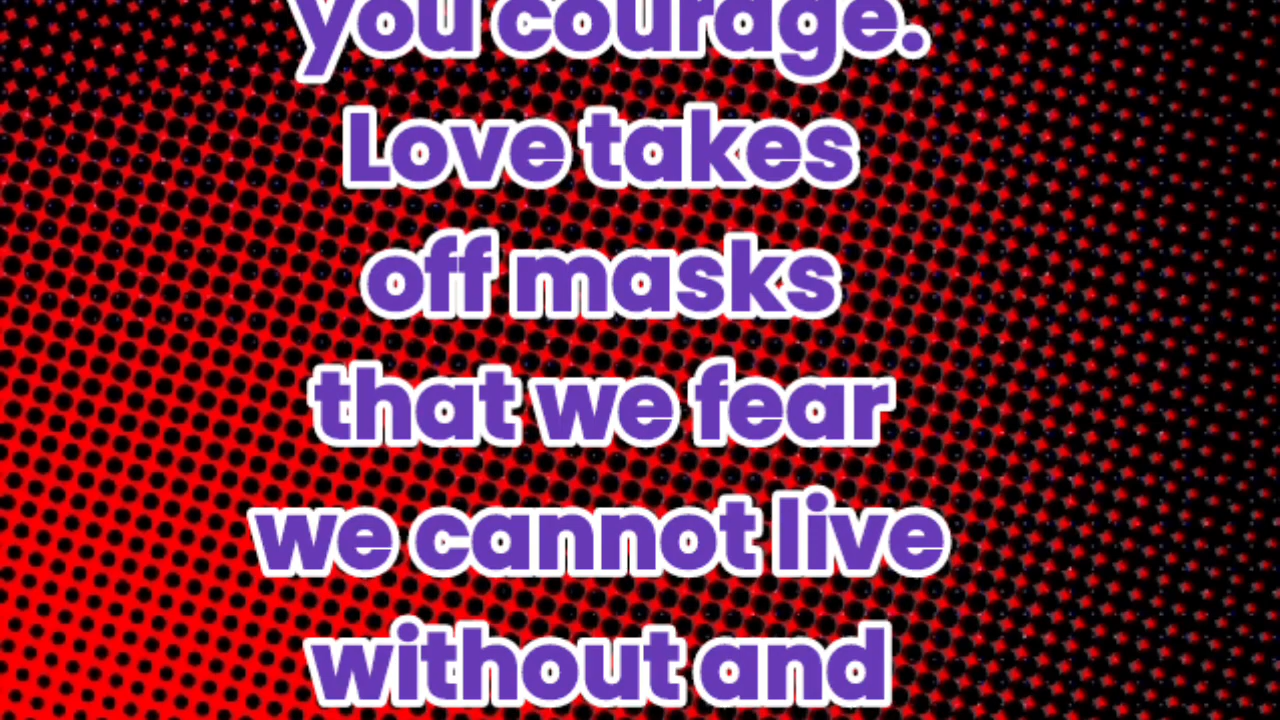 you courage.
Love takes
off masks
that we fear
we cannot live
without and